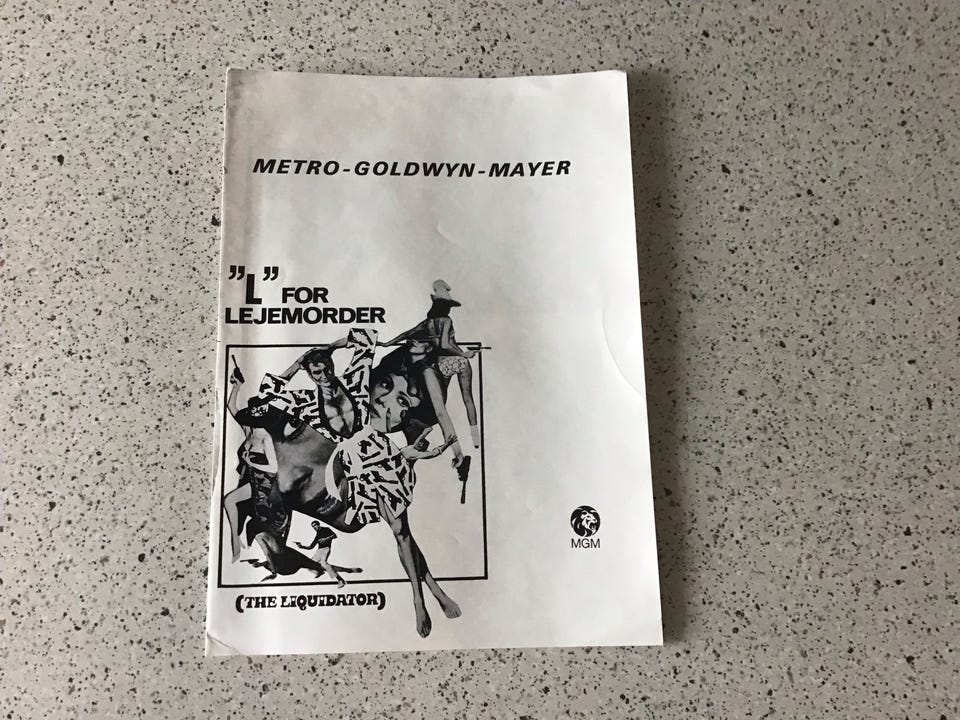 METRO-GOLDWYN-MAYER
”L” FOR
LEJEMORDER
(THE LIQUIDATOR)
MGM